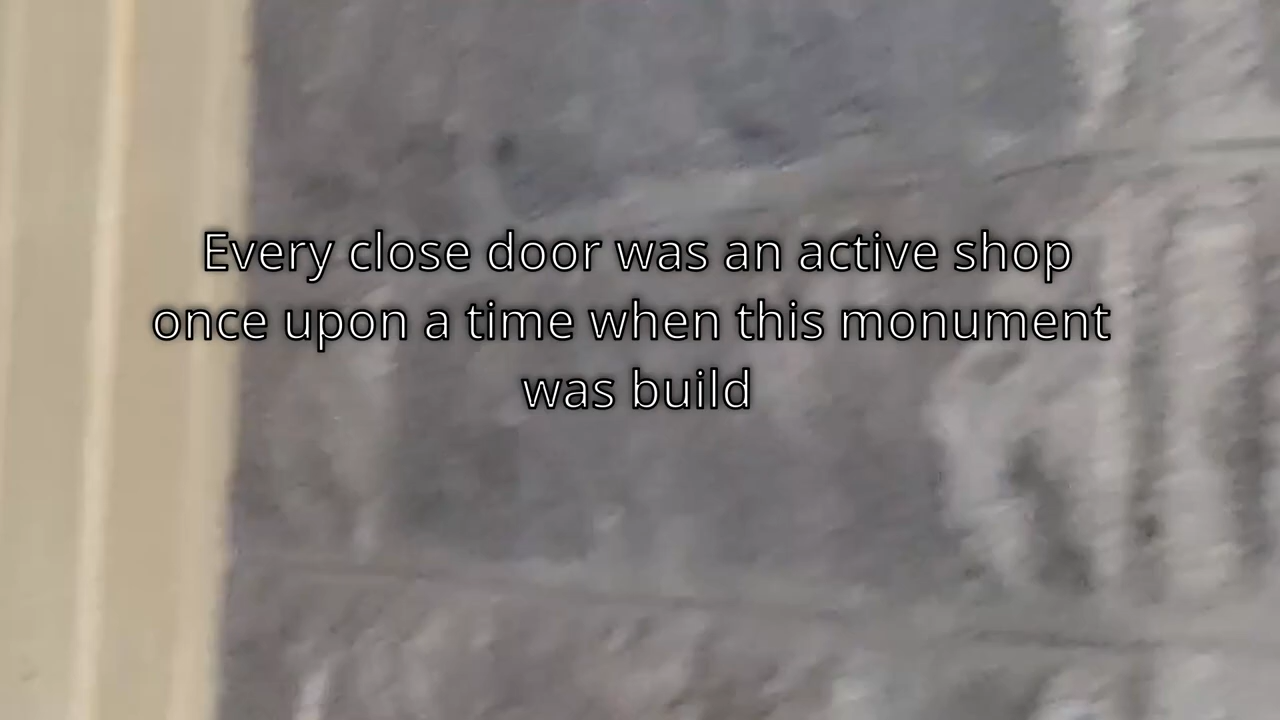 Every close door was an active shop
once upon a time when this monument
was build